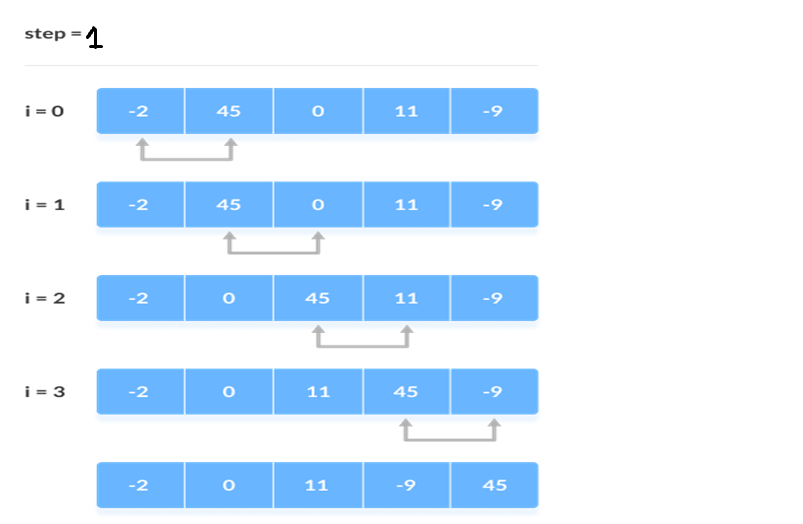 step = 1
i = 0 -2 45 0 11 -9
i = 1 -2 45 0 11 -9
i = 2 -2 0 45 11 -9
i = 3 -2 0 11 45 -9
-2 0 11 -9 45